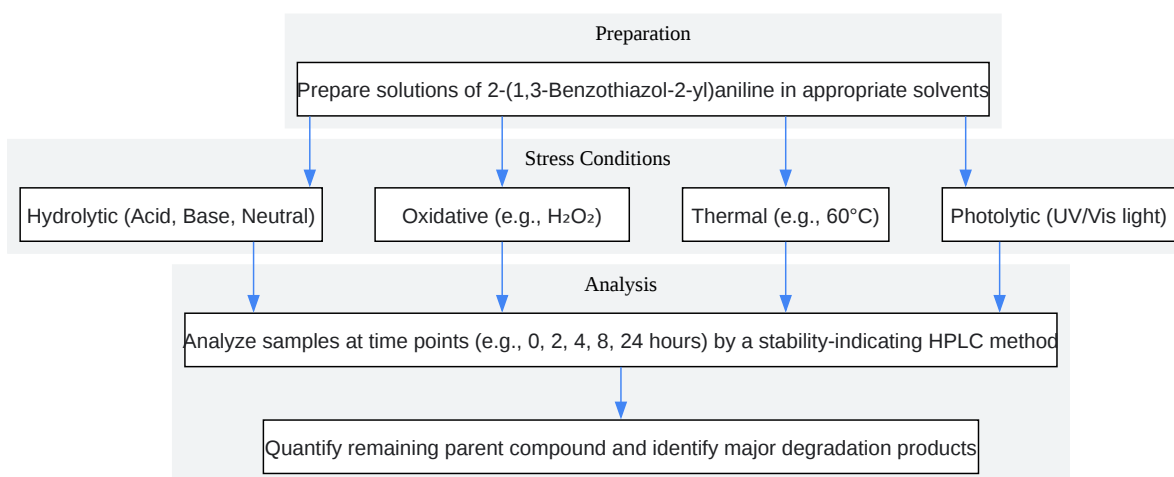 Preparation
Prepare solutions of 2-(1,3-Benzothiazol-2-yl)aniline in appropriate solvents
Stress Conditions
Hydrolytic (Acid, Base, Neutral)
Oxidative (e.g., H₂O₂)
Thermal (e.g., 60°C)
Photolytic (UV/Vis light)
Analysis
Analyze samples at time points (e.g., 0, 2, 4, 8, 24 hours) by a stability-indicating HPLC method
Quantify remaining parent compound and identify major degradation products